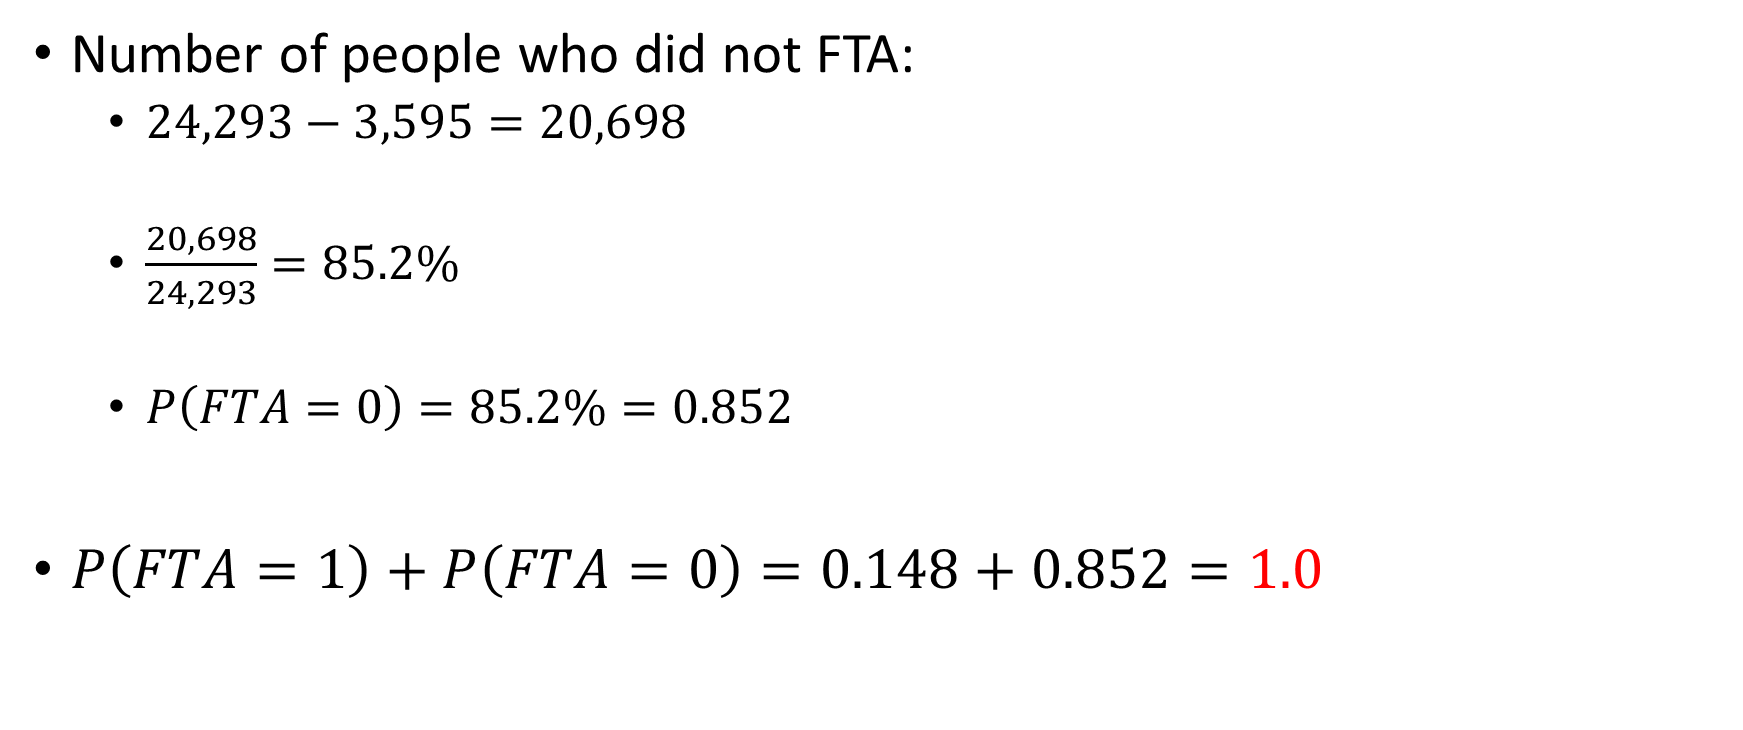 • Number of people who did not FTA:
• 24,293 − 3,595 = 20,698
• 20,698/24,293 = 85.2%
• P(FTA = 0) = 85.2% = 0.852
• P(FTA = 1) + P(FTA = 0) = 0.148 + 0.852 = 1.0